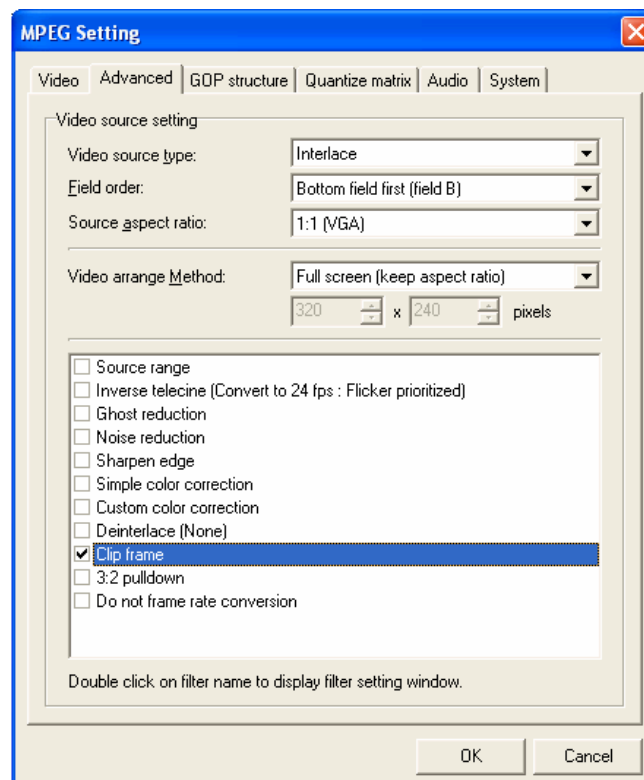 MPEG Setting
Video Advanced GOP structure Quantize matrix Audio System
Video source setting
Video source type: Interlace
Field order: Bottom field first (field B)
Source aspect ratio: 1:1 (VGA)
Video arrange Method: Full screen (keep aspect ratio)
320 x 240 pixels
Source range
Inverse telecine (Convert to 24 fps : Flicker prioritized)
Ghost reduction
Noise reduction
Sharpen edge
Simple color correction
Custom color correction
Deinterlace (None)
Clip frame
3:2 pulldown
Do not frame rate conversion
Double click on filter name to display filter setting window.
OK Cancel